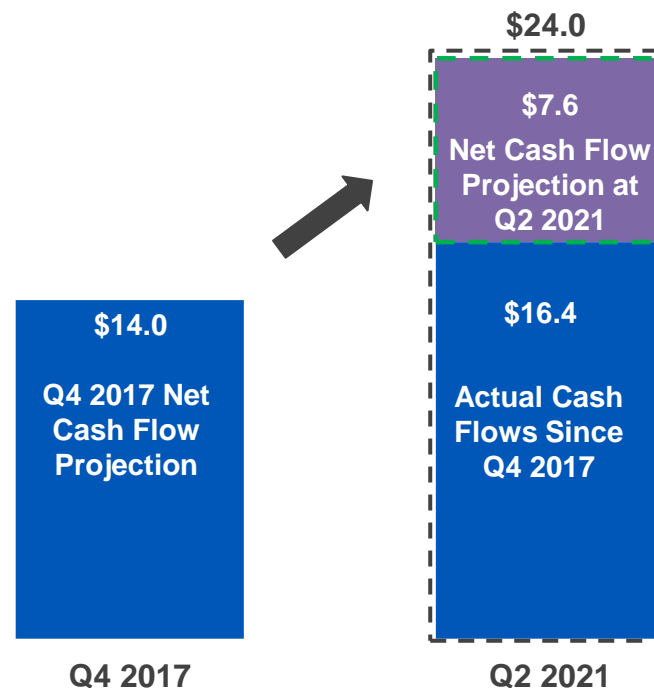 $24.0
$7.6
Net Cash Flow
Projection at
Q2 2021
$14.0
Q4 2017 Net
Cash Flow
Projection
$16.4
Actual Cash
Flows Since
Q4 2017
Q4 2017
Q2 2021